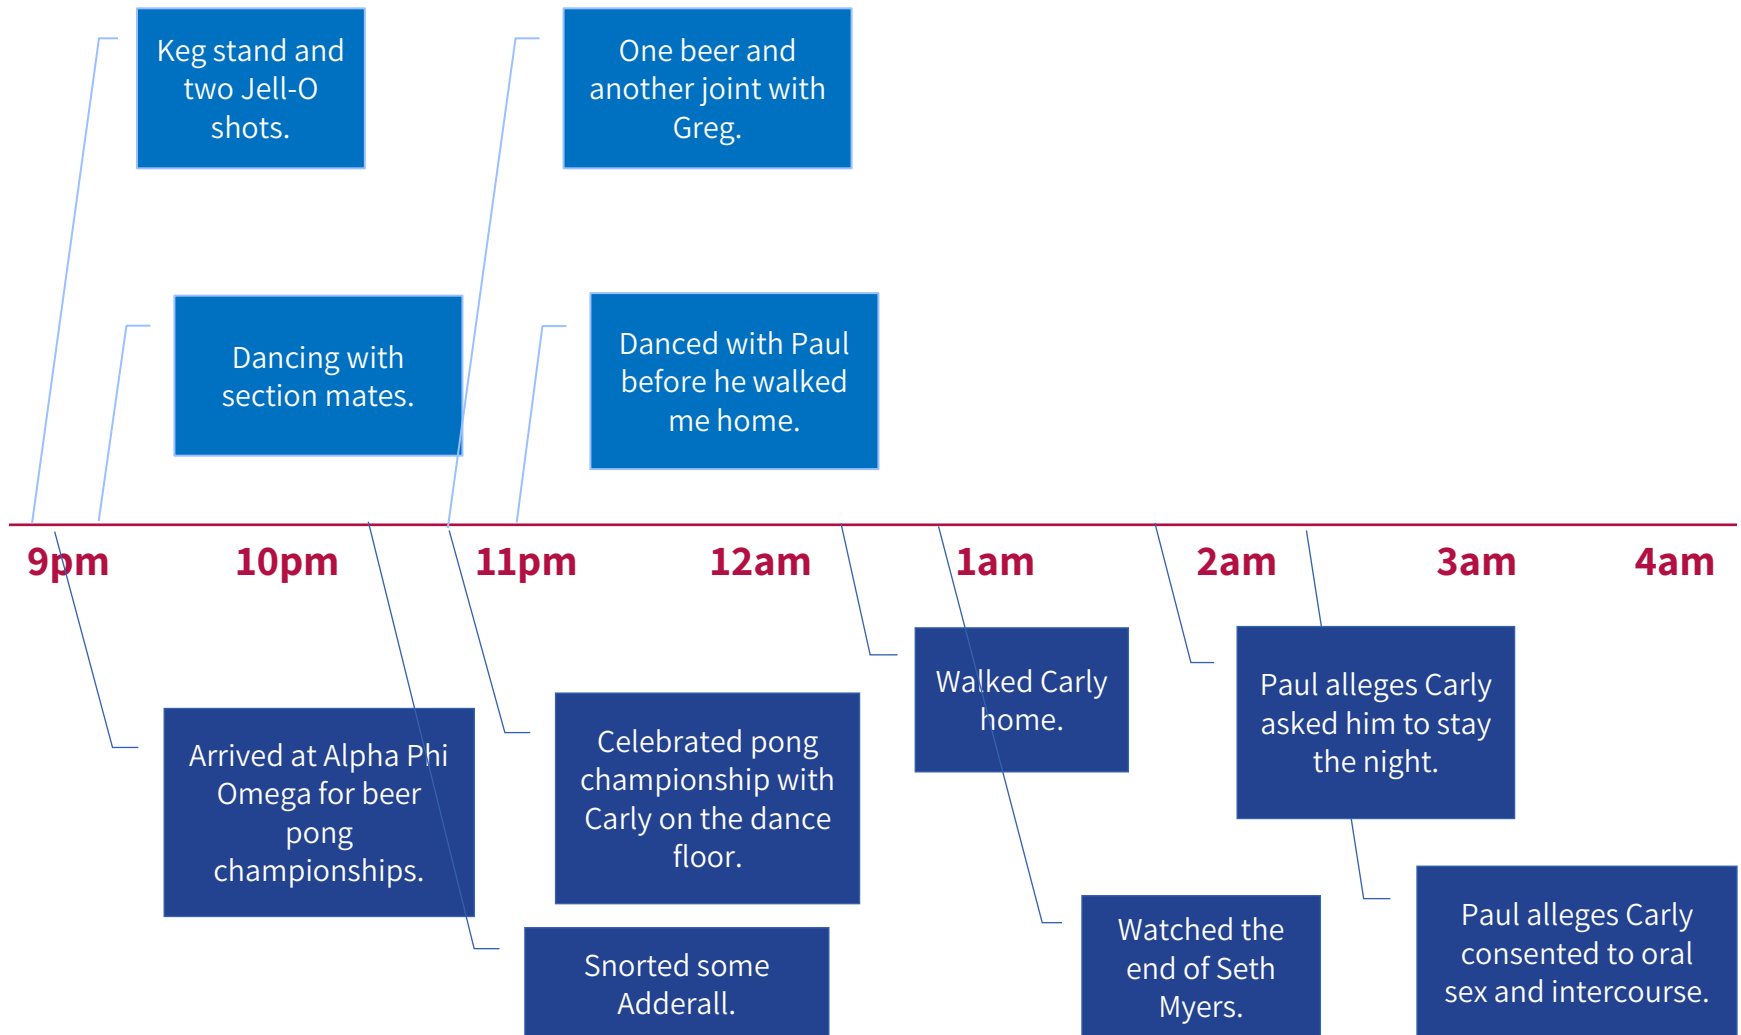 Keg stand and
two Jell-O
shots.
One beer and
another joint with
Greg.
Dancing with
section mates.
Danced with Paul
before he walked
me home.
9pm 10pm 11pm 12am 1am 2am 3am 4am
Arrived at Alpha Phi
Omega for beer
pong
championships.
Snorted some
Adderall.
Celebrated pong
championship with
Carly on the dance
floor.
Walked Carly
home.
Watched the
end of Seth
Myers.
Paul alleges Carly
asked him to stay
the night.
Paul alleges Carly
consented to oral
sex and intercourse.